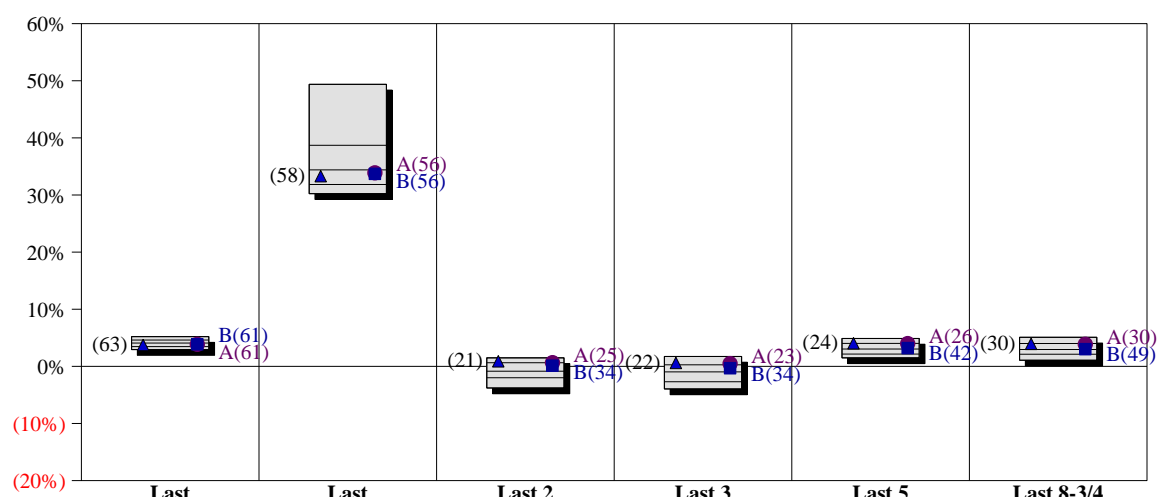 60%
50%
40%
30%
20%
10%
0%
(10%)
(20%)
(63)
B(61)
A(61)
(58)
A(56)
B(56)
(21)
A(25)
B(34)
(22)
A(23)
B(34)
(24)
A(26)
B(42)
(30)
A(30)
B(49)
Last
Last
Last 2
Last 3
Last 5
Last 8-3/4